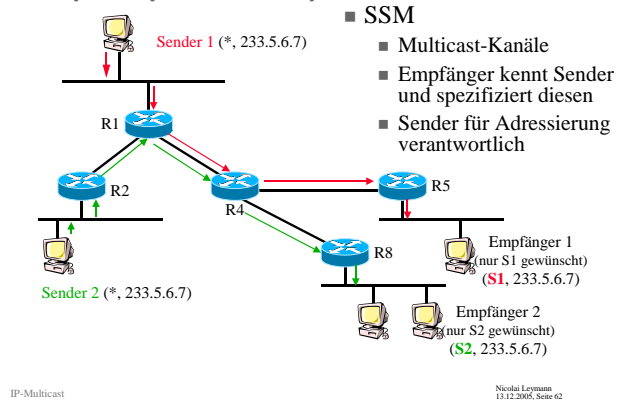 ■ SSM
■ Multicast-Kanäle
■ Empfänger kennt Sender
und spezifiziert diesen
■ Sender für Adressierung
verantwortlich
Sender 1 (*, 233.5.6.7)
R1
R2
R4
R5
R8
Sender 2 (*, 233.5.6.7)
Empfänger 1
(nur S1 gewünscht)
(S1, 233.5.6.7)
Empfänger 2
(nur S2 gewünscht)
(S2, 233.5.6.7)
IP-Multicast
Nicolai Leymann
13.12.2005, Seite 62